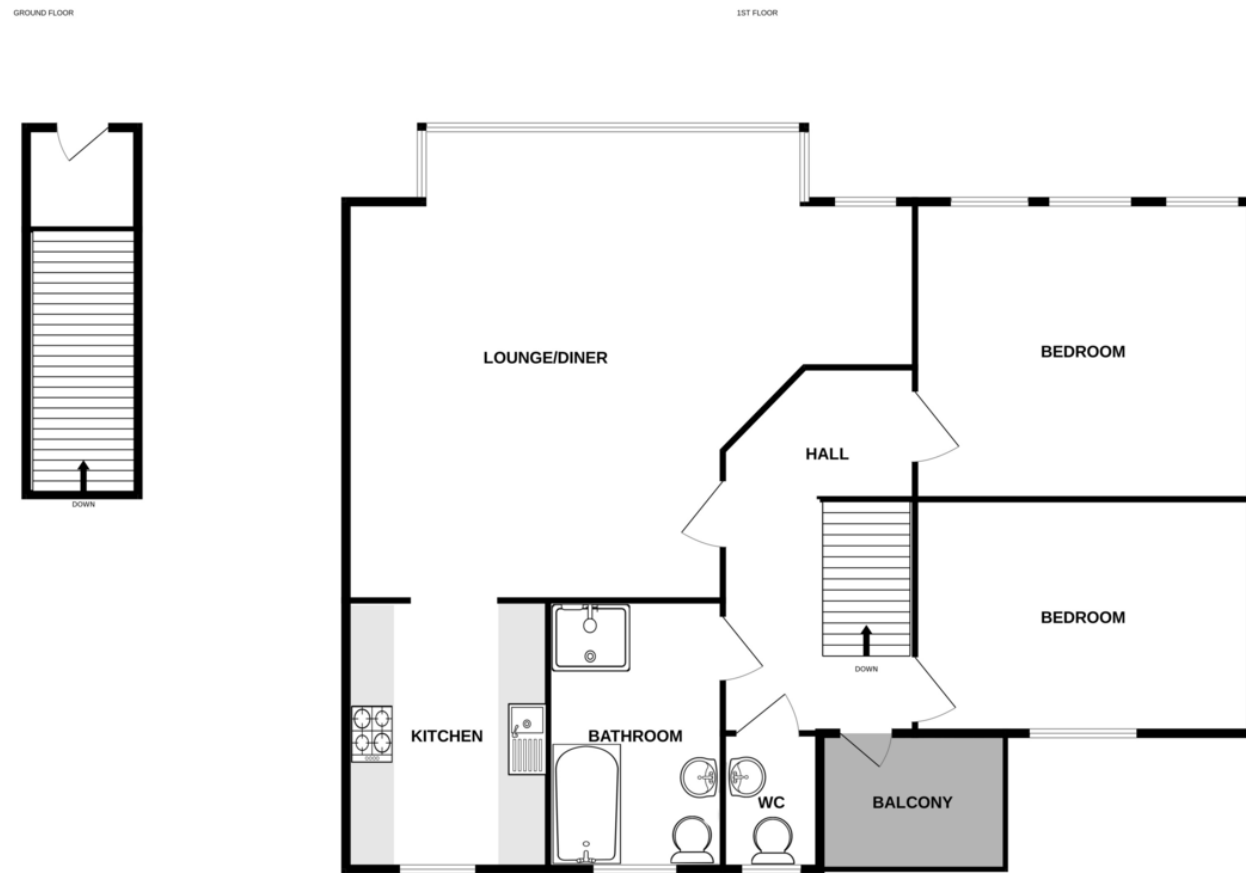 GROUND FLOOR
1ST FLOOR
LOUNGE/DINER
BEDROOM
HALL
DOWN
BEDROOM
DOWN
KITCHEN
BATHROOM
WC
BALCONY